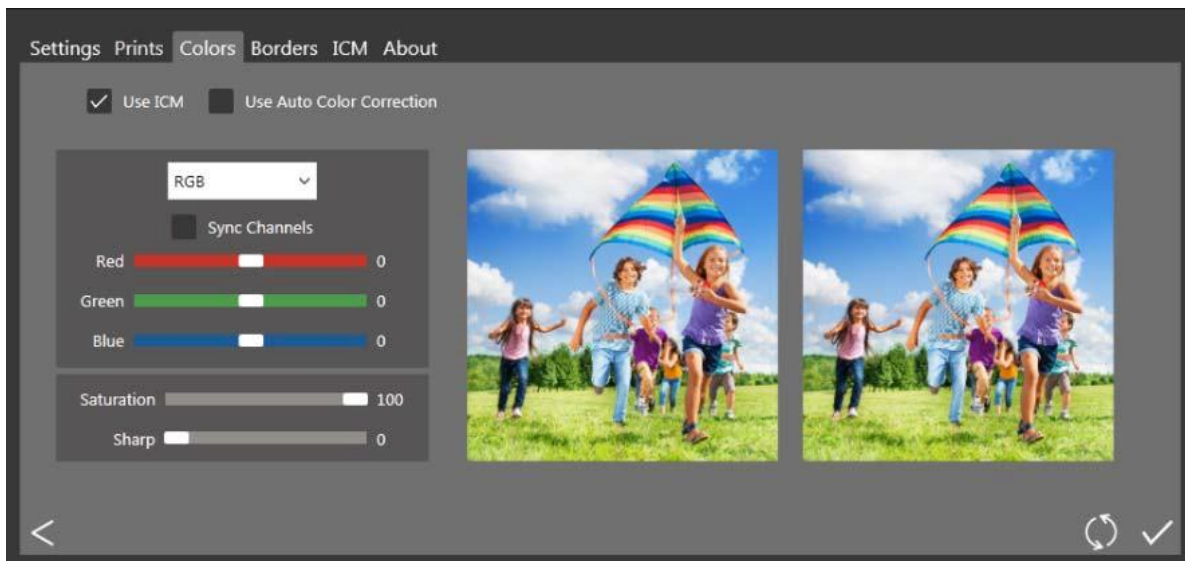 Settings Prints Colors Borders ICM About
Use ICM Use Auto Color Correction
RGB
Sync Channels
Red 0
Green 0
Blue 0
Saturation 100
Sharp 0